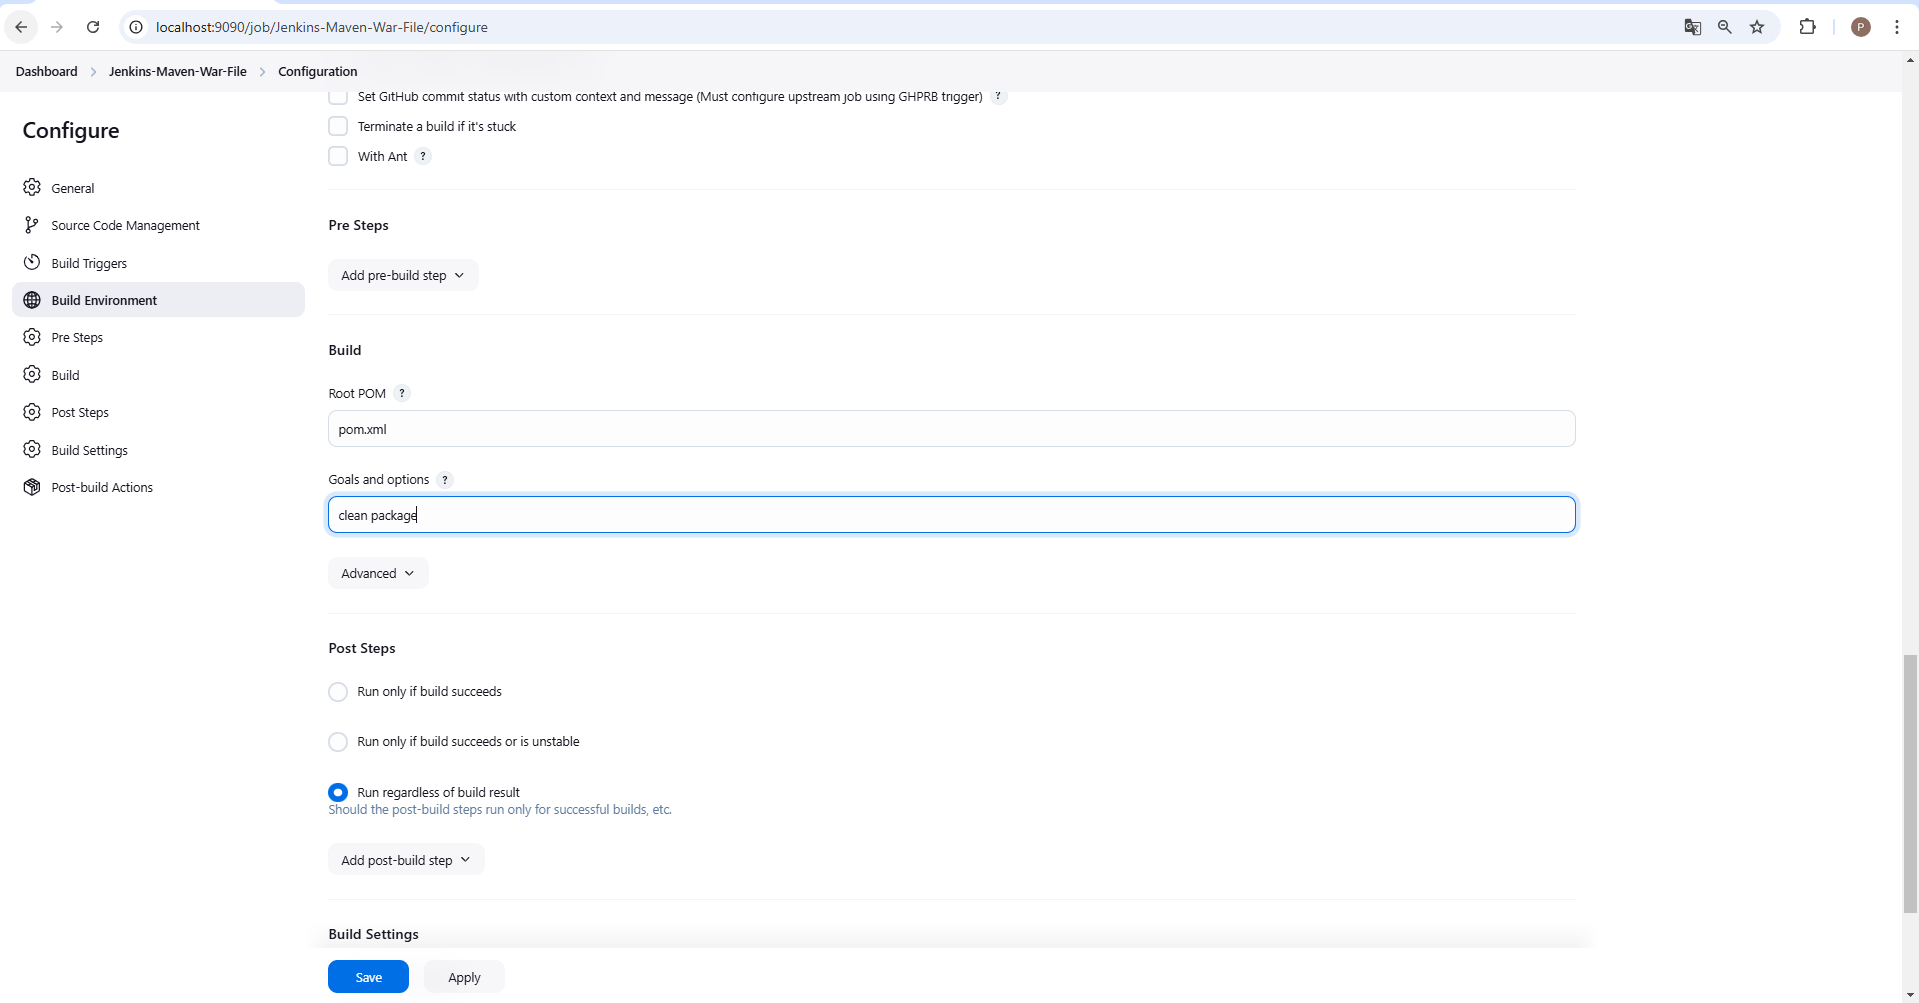 localhost:9090/job/Jenkins-Maven-War-File/configure
P
Dashboard > Jenkins-Maven-War-File > Configuration
Configure
General
Source Code Management
Build Triggers
Build Environment
Pre Steps
Build
Post Steps
Build Settings
Post-build Actions
Set GitHub commit status with custom context and message (Must configure upstream job using GHPRB trigger) ?
Terminate a build if it's stuck
With Ant ?
Pre Steps
Add pre-build step
Build
Root POM ?
pom.xml
Goals and options ?
clean package
Advanced
Post Steps
Run only if build succeeds
Run only if build succeeds or is unstable
Run regardless of build result
Should the post-build steps run only for successful builds, etc.
Add post-build step
Build Settings
Save Apply